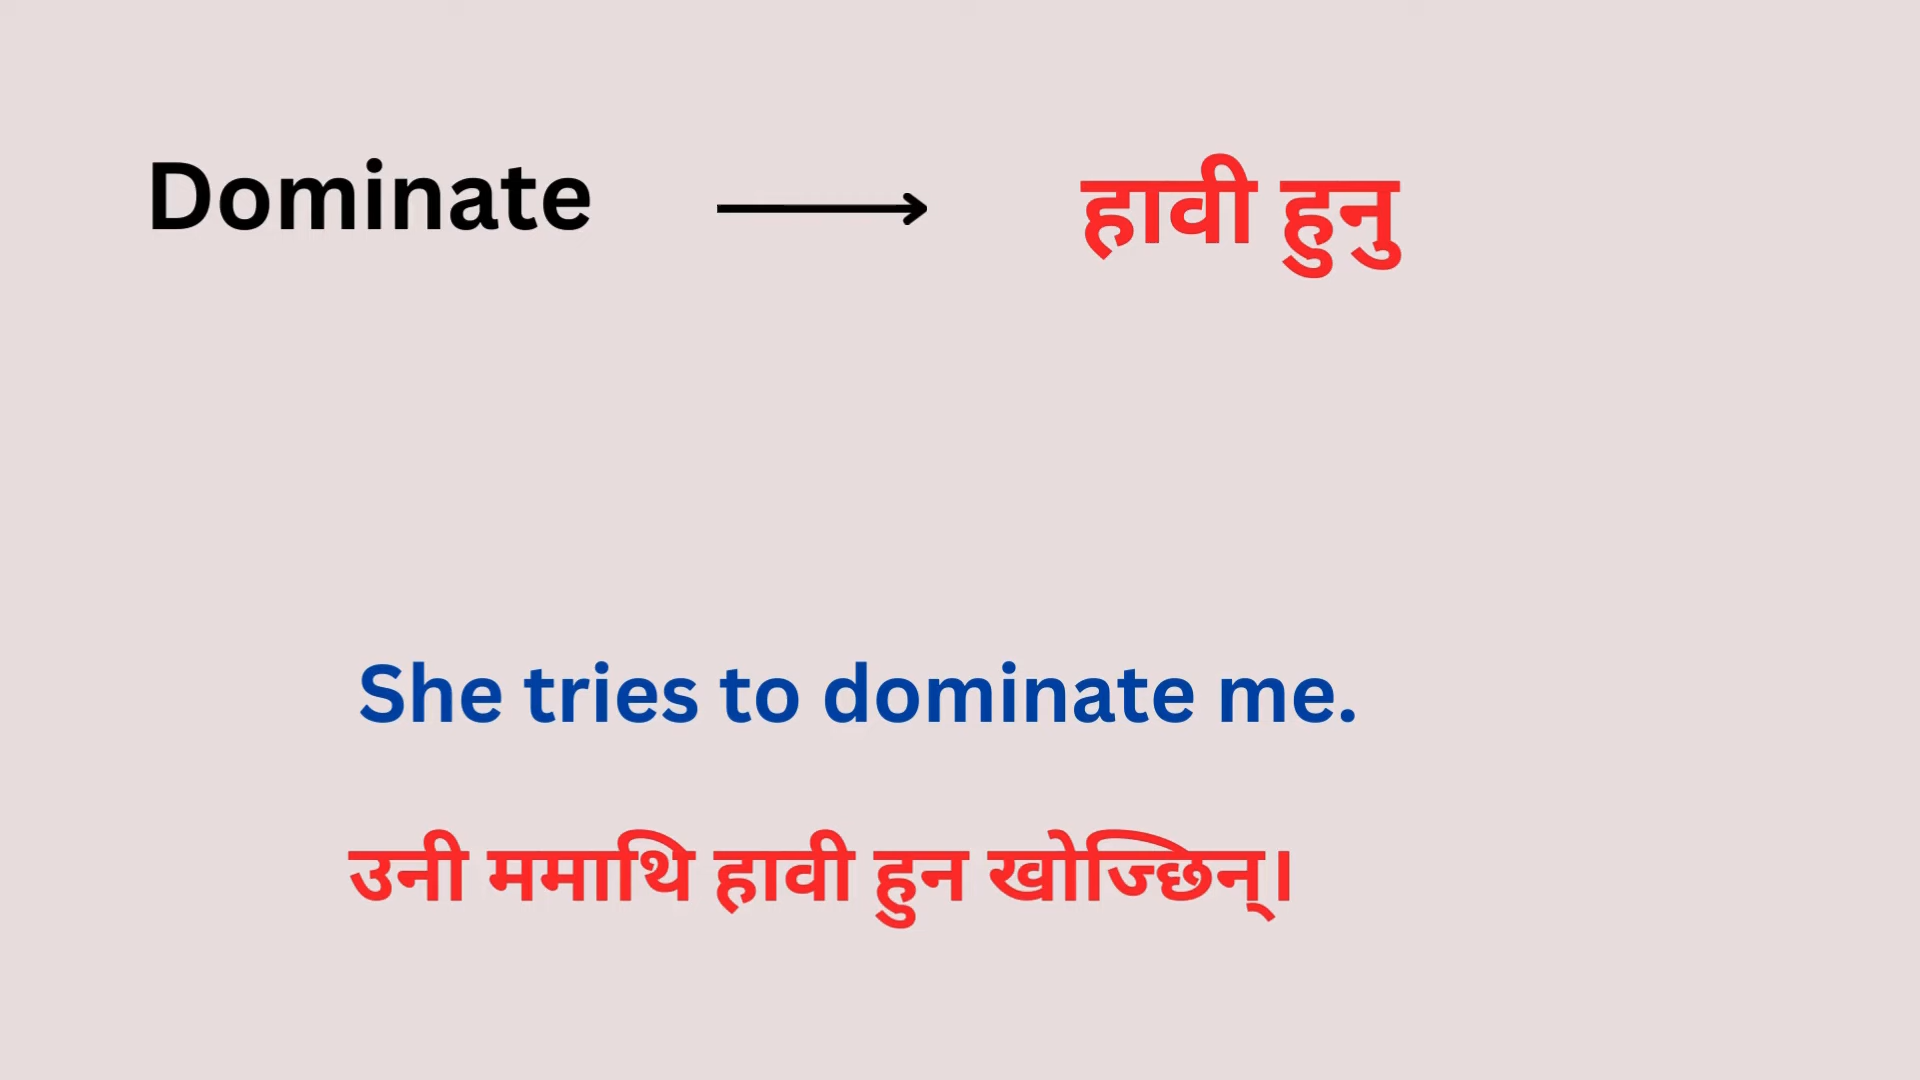 Dominate → हावी हुनु
She tries to dominate me.
उनी ममाथि हावी हुन खोज्छिन्।